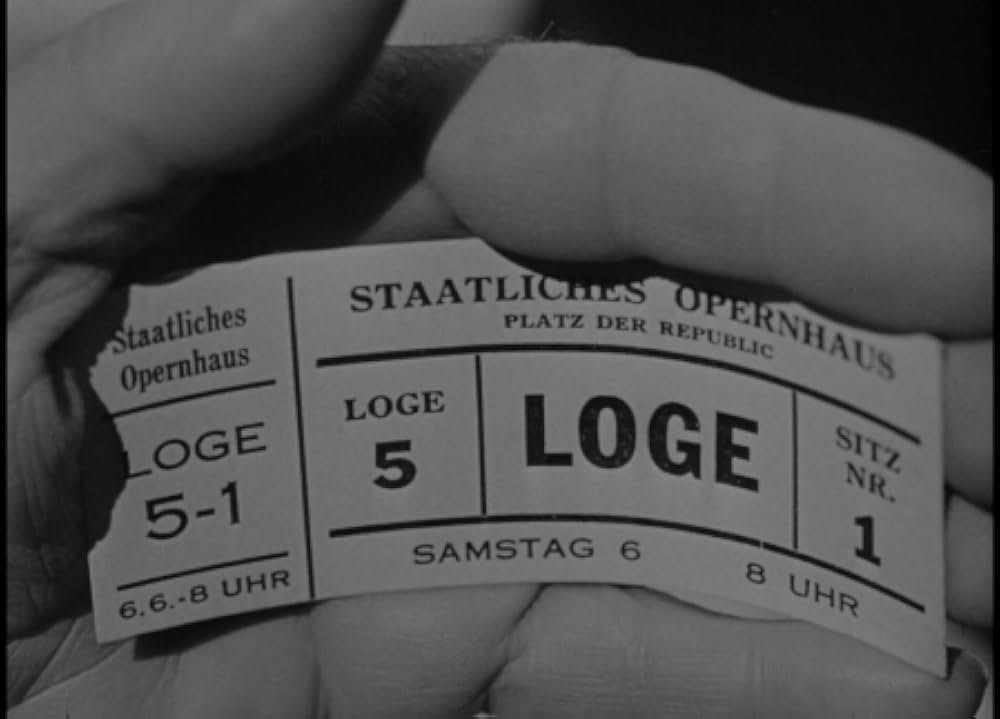 Staatliches
Opernhaus
LOGE
5-1
6.6.-8 UHR
STAATLICHES OPERNHAUS
PLATZ DER REPUBLIC
LOGE
5
LOGE
SITZ
NR.
1
SAMSTAG 6 8 UHR